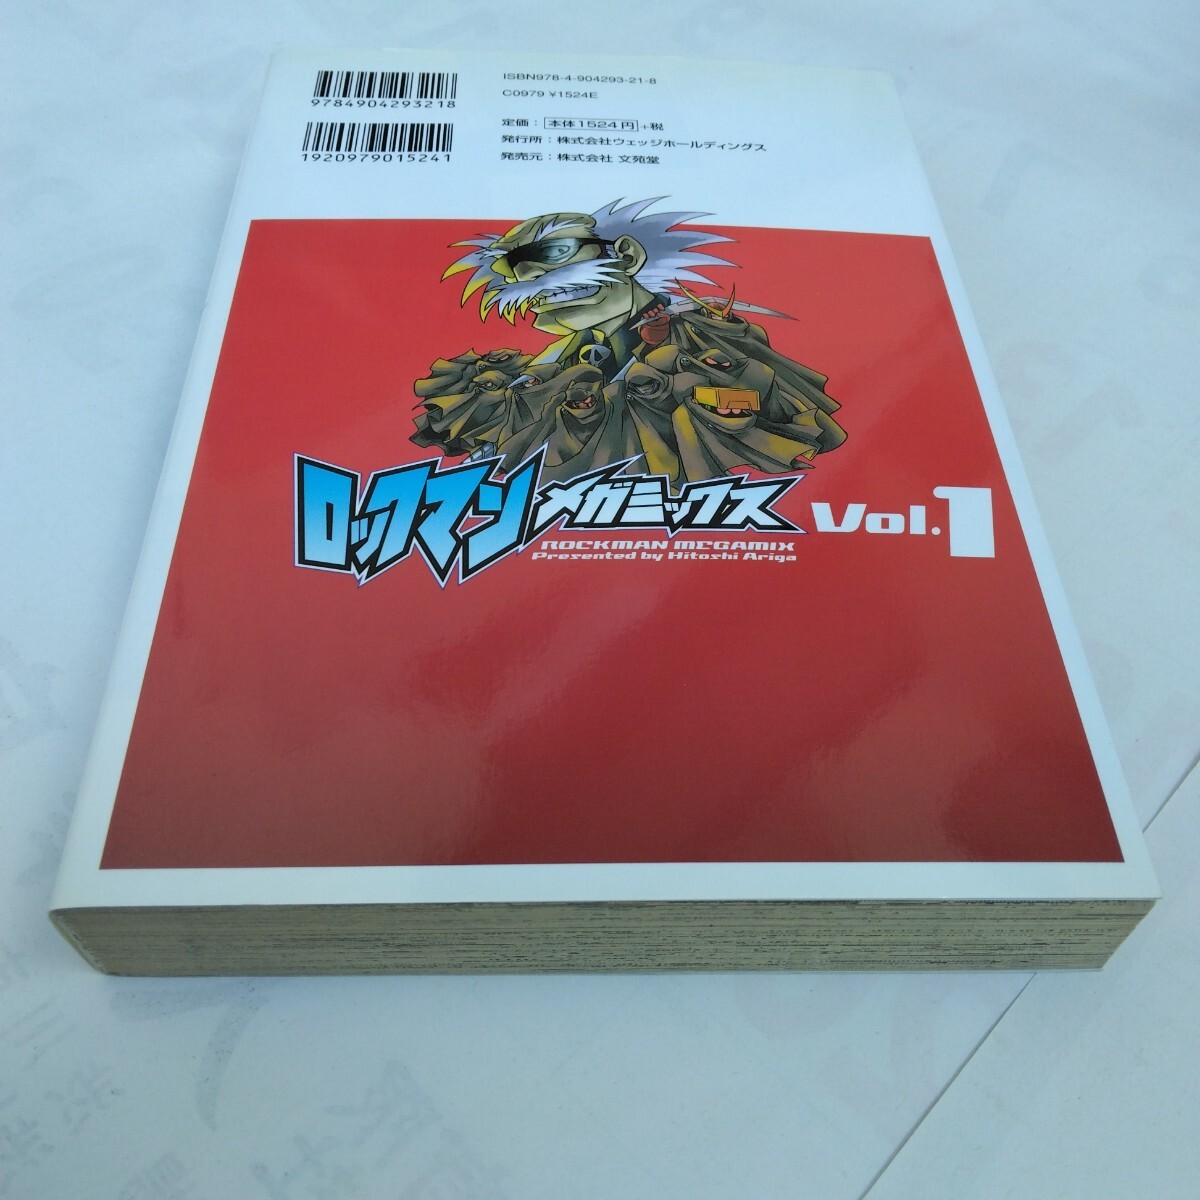 9784904293218
1920979015241
ISBN978-4-904293-21-8
C0979 ¥1524E
定価：本体1524円+税
発行所：株式会社ウェッジホールディングス
発売元：株式会社 文苑堂
ロックマン メガミックス Vol.1
ROCKMAN MEGAMIX
Presented by Hitoshi Ariga